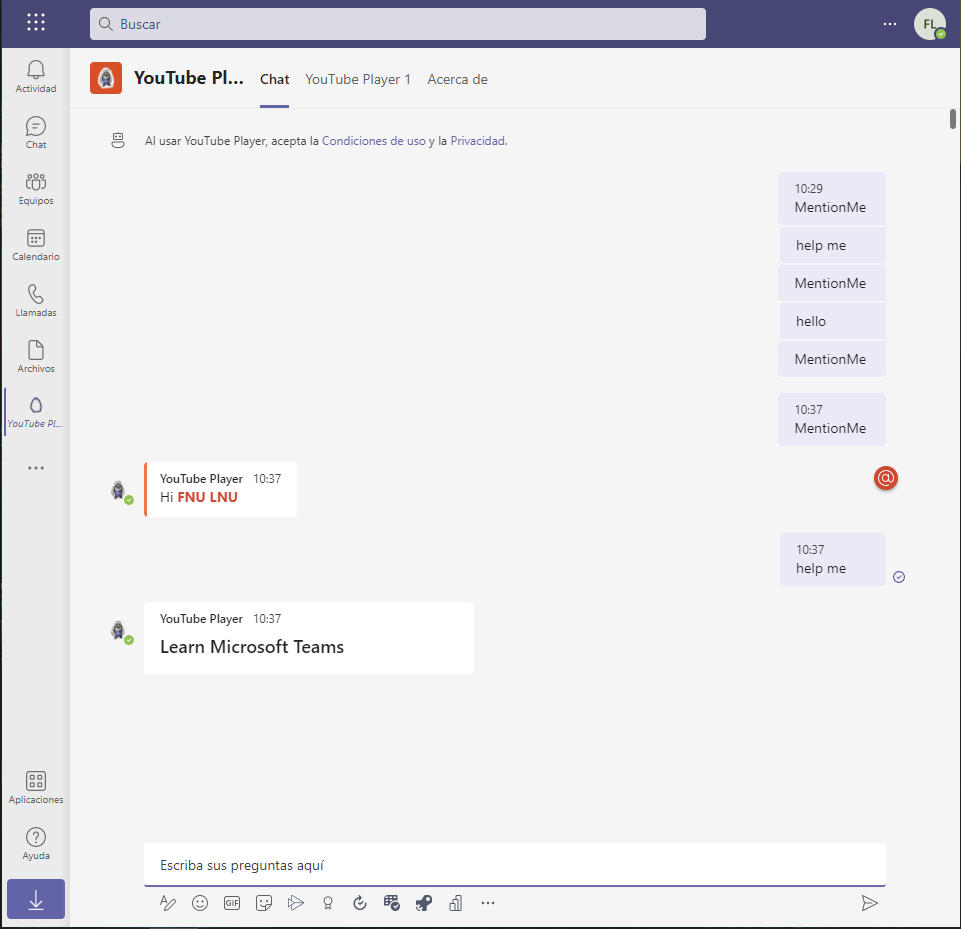 Buscar
FL
Actividad
Chat
Equipos
Calendario
Llamadas
Archivos
YouTube Pl...
Aplicaciones
Ayuda
YouTube Pl... Chat YouTube Player 1 Acerca de
Al usar YouTube Player, acepta la Condiciones de uso y la Privacidad.
10:29
MentionMe
help me
MentionMe
hello
MentionMe
10:37
MentionMe
YouTube Player 10:37
Hi FNU LNU
@
10:37
help me
YouTube Player 10:37
Learn Microsoft Teams
Escriba sus preguntas aquí
GIF